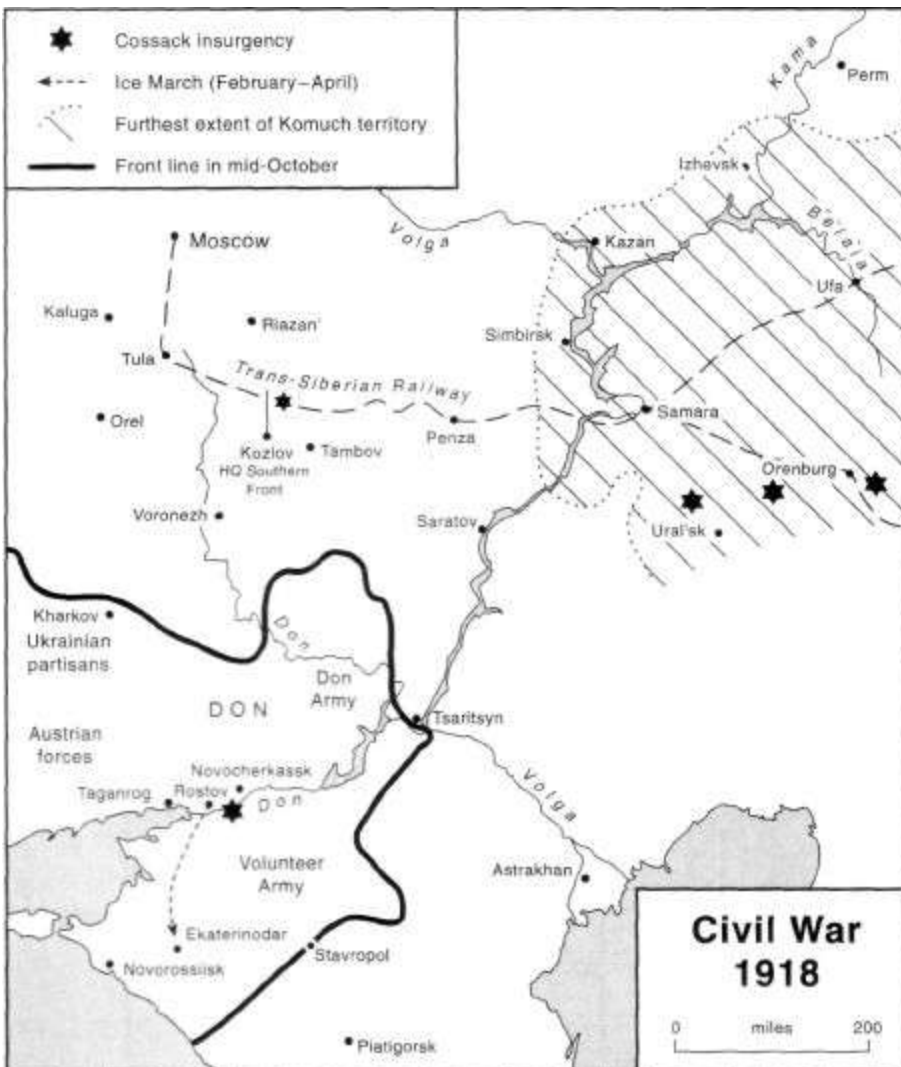 Cossack insurgency
Ice March (February–April)
Furthest extent of Komuch territory
Front line in mid-October
Kama
Perm
Izhevsk
Volga
Belaia
Moscow
Kazan
Ufa
Kaluga
Riazan'
Simbirsk
Tula
Trans-Siberian Railway
Orel
Samara
Penza
Kozlov
HQ Southern
Front
Tambov
Orenburg
Voronezh
Saratov
Ural'sk
Kharkov
Ukrainian
partisans
Don
Don
Army
DON
Tsaritsyn
Austrian
forces
Novocherkassk
Taganrog
Rostov
Don
Volga
Volunteer
Army
Astrakhan
Ekaterinodar
Stavropol
Novorossiisk
Piatigorsk
Civil War
1918
0 miles 200